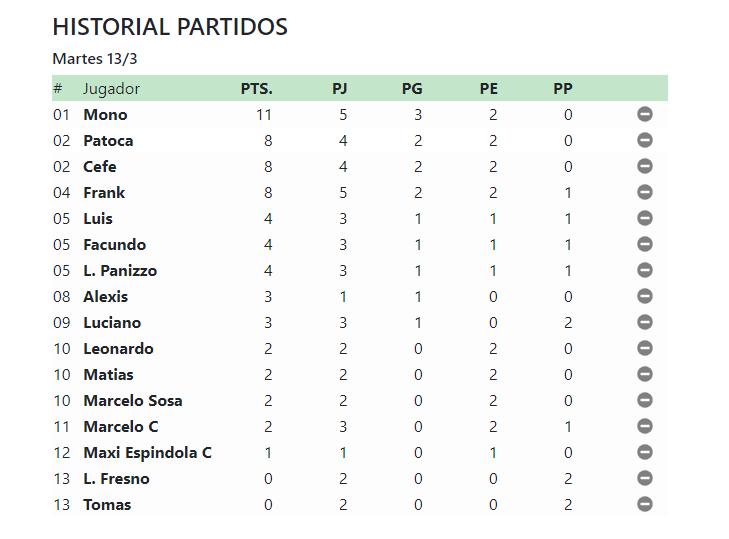 HISTORIAL PARTIDOS
Martes 13/3
# Jugador PTS. PJ PG PE PP
01 Mono 11 5 3 2 0
02 Patoca 8 4 2 2 0
02 Cefe 8 4 2 2 0
04 Frank 8 5 2 2 1
05 Luis 4 3 1 1 1
05 Facundo 4 3 1 1 1
05 L. Panizzo 4 3 1 1 1
08 Alexis 3 1 1 0 0
09 Luciano 3 3 1 0 2
10 Leonardo 2 2 0 2 0
10 Matias 2 2 0 2 0
10 Marcelo Sosa 2 2 0 2 0
11 Marcelo C 2 3 0 2 1
12 Maxi Espindola C 1 1 0 1 0
13 L. Fresno 0 2 0 0 2
13 Tomas 0 2 0 0 2